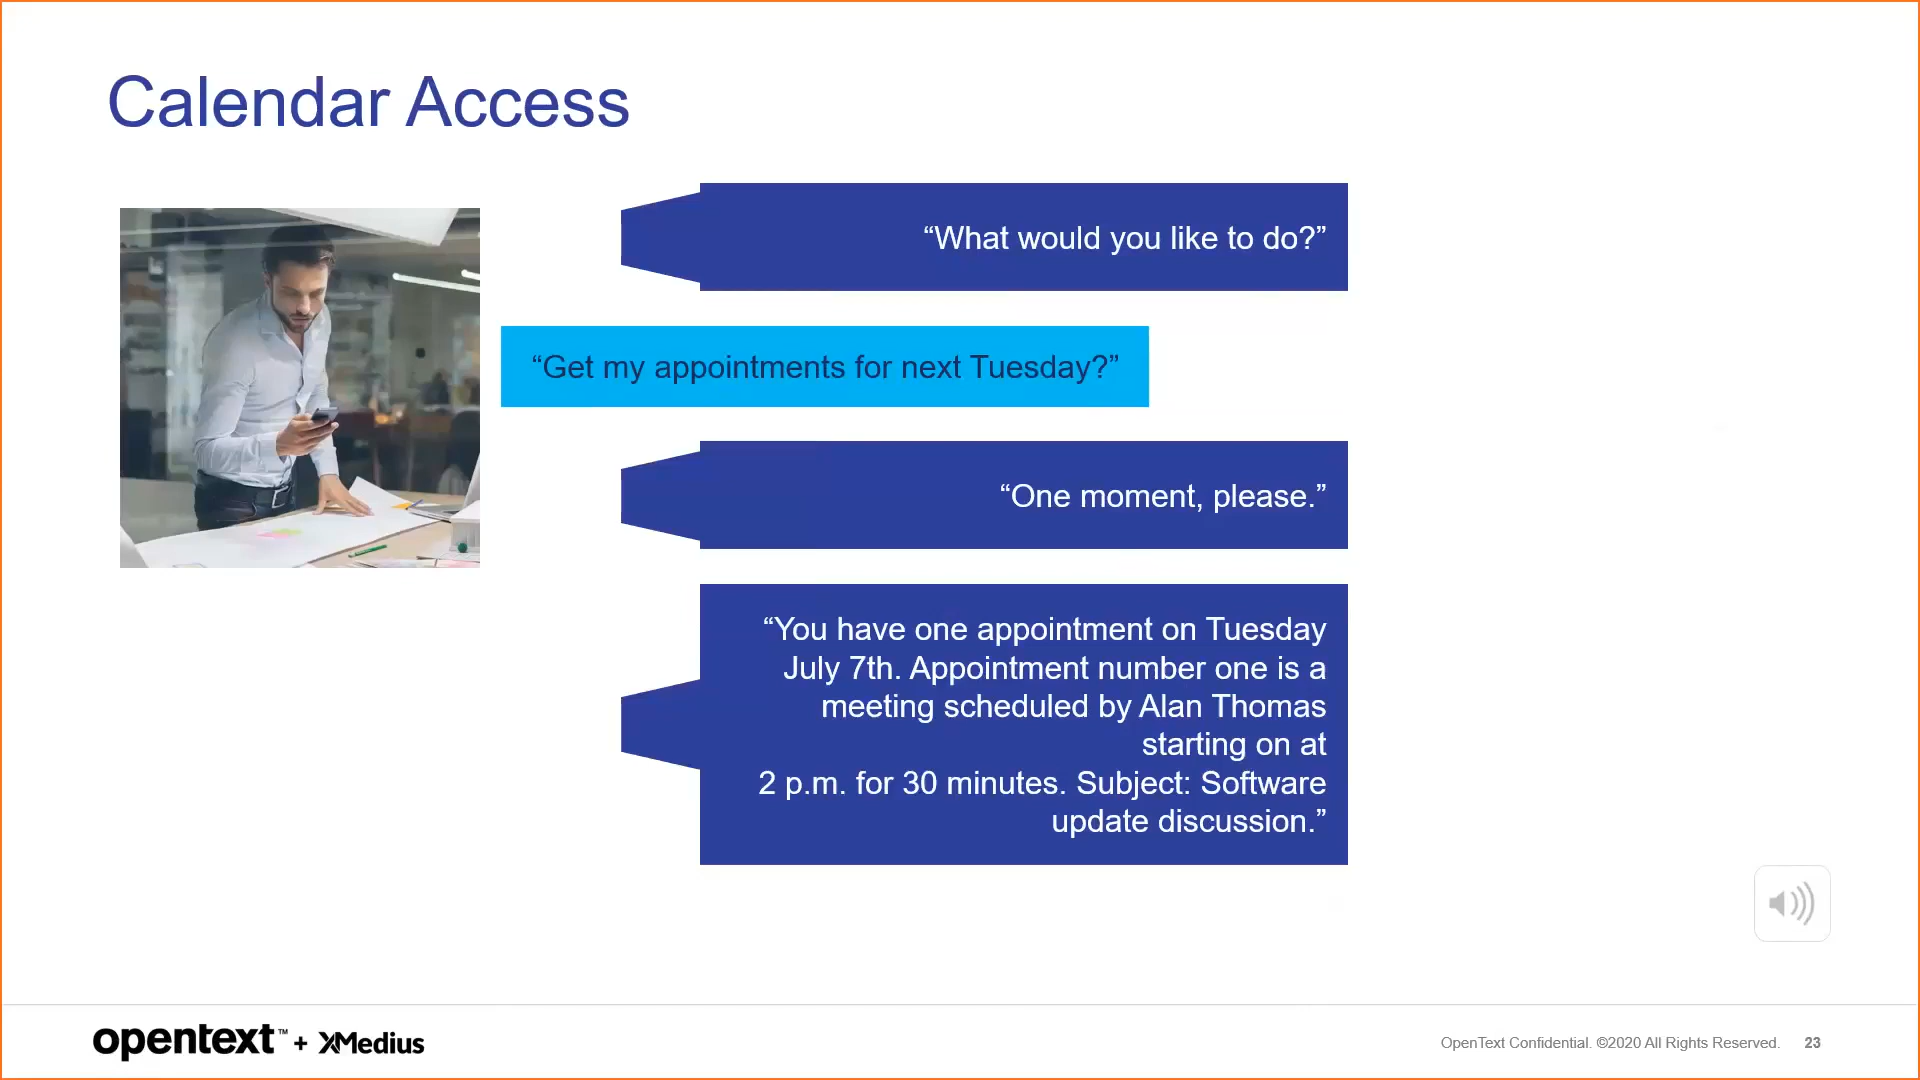 Calendar Access
“What would you like to do?”
“Get my appointments for next Tuesday?”
“One moment, please.”
“You have one appointment on Tuesday
July 7th. Appointment number one is a
meeting scheduled by Alan Thomas
starting on at
2 p.m. for 30 minutes. Subject: Software
update discussion.”
opentext™ + XMedius
OpenText Confidential. ©2020 All Rights Reserved. 23